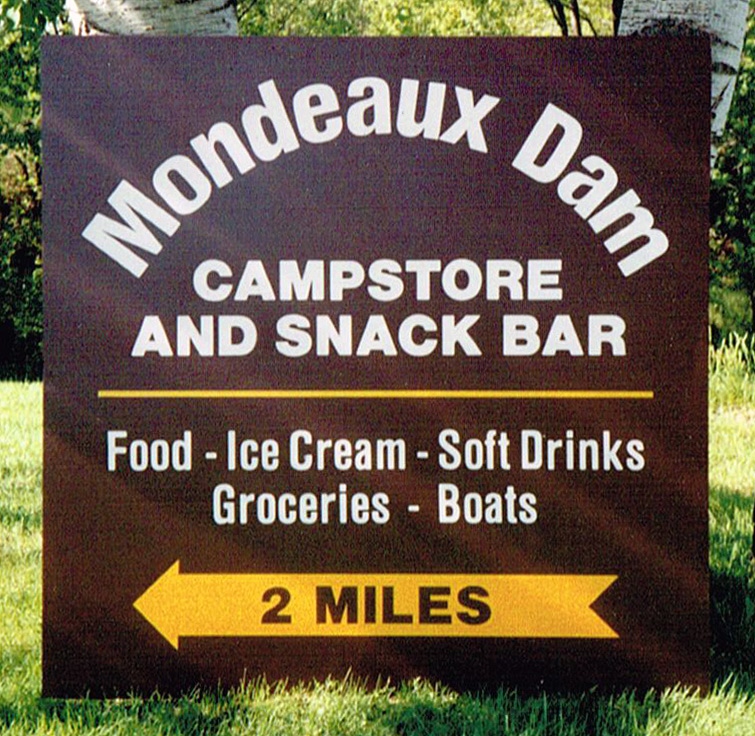 Mondeaux Dam
CAMPSTORE
AND SNACK BAR
Food - Ice Cream - Soft Drinks
Groceries - Boats
2 MILES